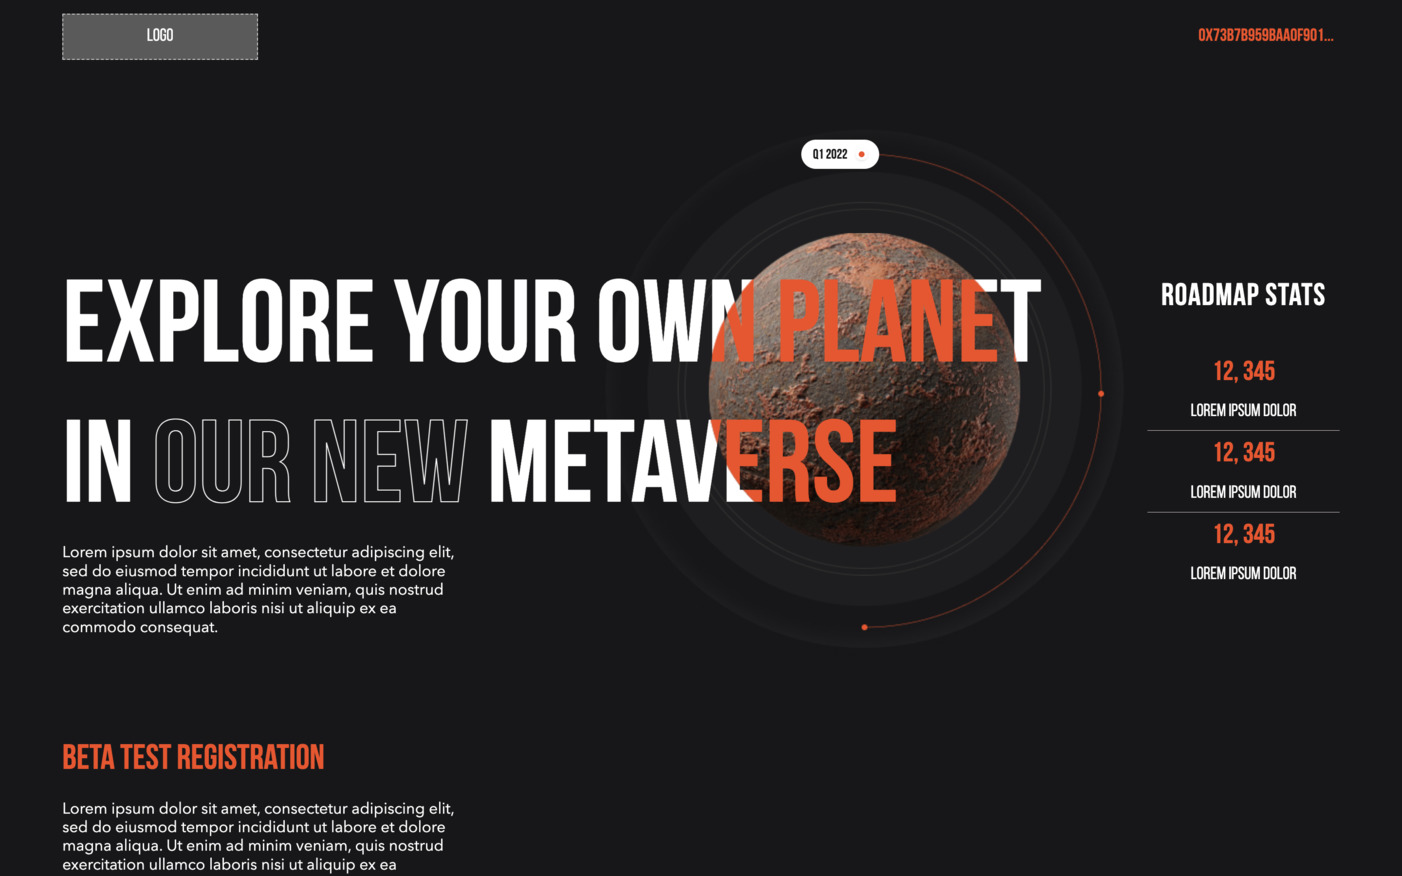 LOGO
0X73B7B959BAA0F901...
Q1 2022
EXPLORE YOUR OWN PLANET
IN OUR NEW METAVERSE
Lorem ipsum dolor sit amet, consectetur adipiscing elit,
sed do eiusmod tempor incididunt ut labore et dolore
magna aliqua. Ut enim ad minim veniam, quis nostrud
exercitation ullamco laboris nisi ut aliquip ex ea
commodo consequat.
ROADMAP STATS
12, 345
LOREM IPSUM DOLOR
12, 345
LOREM IPSUM DOLOR
12, 345
LOREM IPSUM DOLOR
BETA TEST REGISTRATION
Lorem ipsum dolor sit amet, consectetur adipiscing elit,
sed do eiusmod tempor incididunt ut labore et dolore
magna aliqua. Ut enim ad minim veniam, quis nostrud
exercitation ullamco laboris nisi ut aliquip ex ea